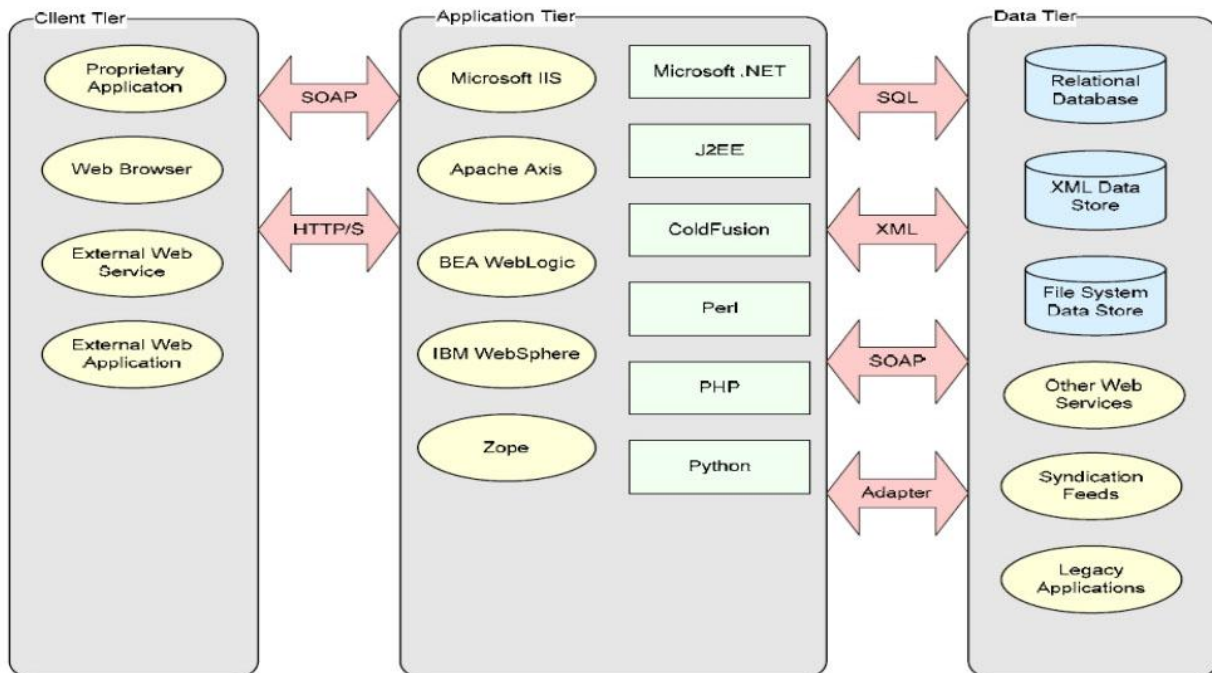 Client Tier
Proprietary
Applicaton
Web Browser
External Web
Service
External Web
Application
SOAP
HTTP/S
Application Tier
Microsoft IIS
Apache Axis
BEA WebLogic
IBM WebSphere
Zope
Microsoft .NET
J2EE
ColdFusion
Perl
PHP
Python
SQL
XML
SOAP
Adapter
Data Tier
Relational
Database
XML Data
Store
File System
Data Store
Other Web
Services
Syndication
Feeds
Legacy
Applications